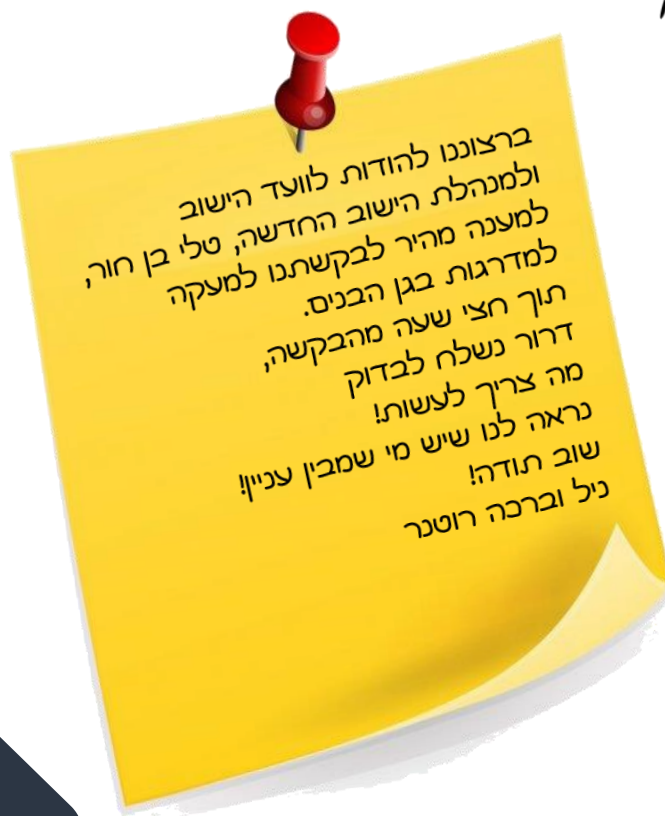 ברצוננו להודות לוועד הישוב
ולמנהלת הישוב החדשה, טלי בן חור,
למענה מהיר לבקשתנו למעקה
למדרגות בגן הבנים.
תוך חצי שעה מהבקשה,
דרור נשלח לבדוק
מה צריך לעשות!
נראה לנו שיש מי שמבין עניין!
שוב תודה!
ניל וברכה רוטנר